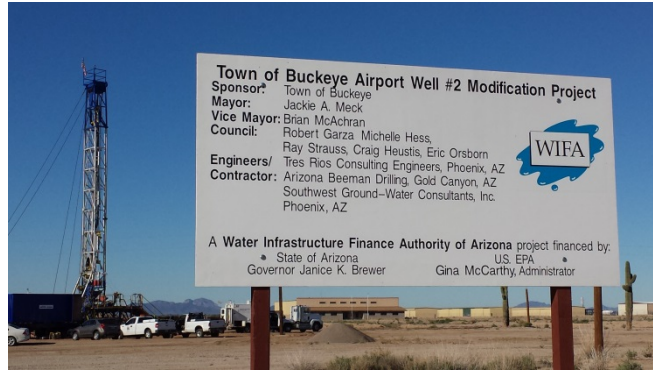 Town of Buckeye Airport Well #2 Modification Project
Sponsor: Town of Buckeye
Mayor: Jackie A. Meck
Vice Mayor: Brian McAchran
Council: Robert Garza Michelle Hess,
Ray Strauss, Craig Heustis, Eric Orsborn
Engineers/ Tres Rios Consulting Engineers, Phoenix, AZ
Contractor: Arizona Beeman Drilling, Gold Canyon, AZ
Southwest Ground-Water Consultants, Inc.
Phoenix, AZ
WIFA
A Water Infrastructure Finance Authority of Arizona project financed by:
State of Arizona U.S. EPA
Governor Janice K. Brewer Gina McCarthy, Administrator